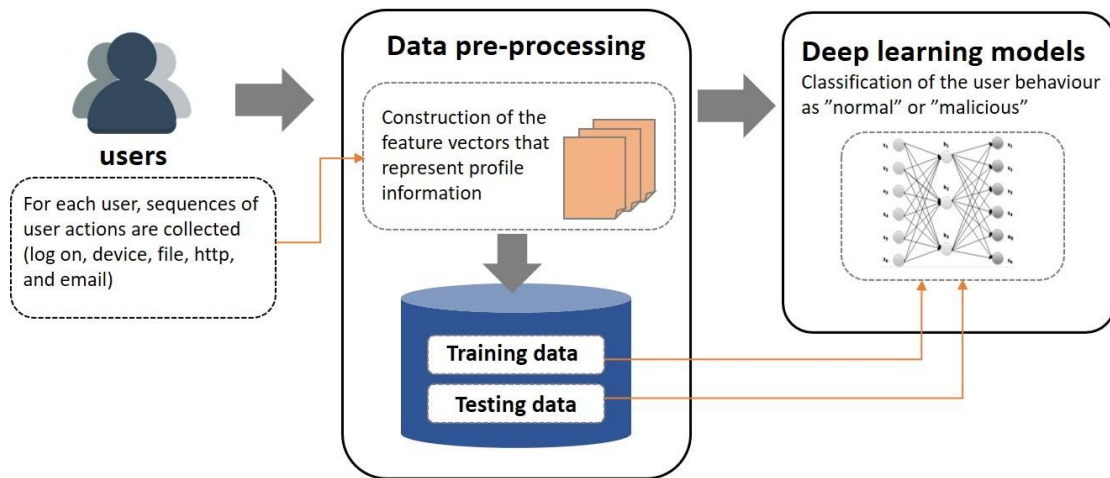 users
For each user, sequences of
user actions are collected
(log on, device, file, http,
and email)
Data pre-processing
Construction of the
feature vectors that
represent profile
information
Training data
Testing data
Deep learning models
Classification of the user behaviour
as ”normal” or ”malicious”